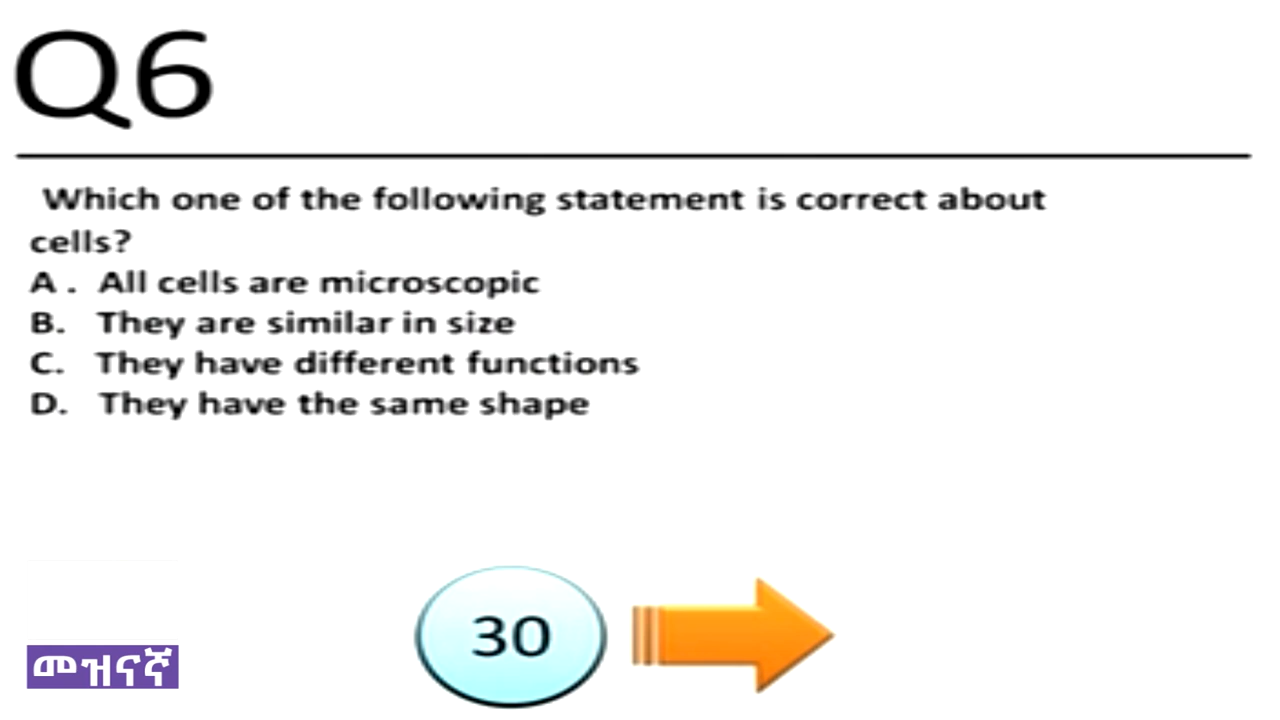 Q6
Which one of the following statement is correct about
cells?
A . All cells are microscopic
B. They are similar in size
C. They have different functions
D. They have the same shape
30
መዝናኛ